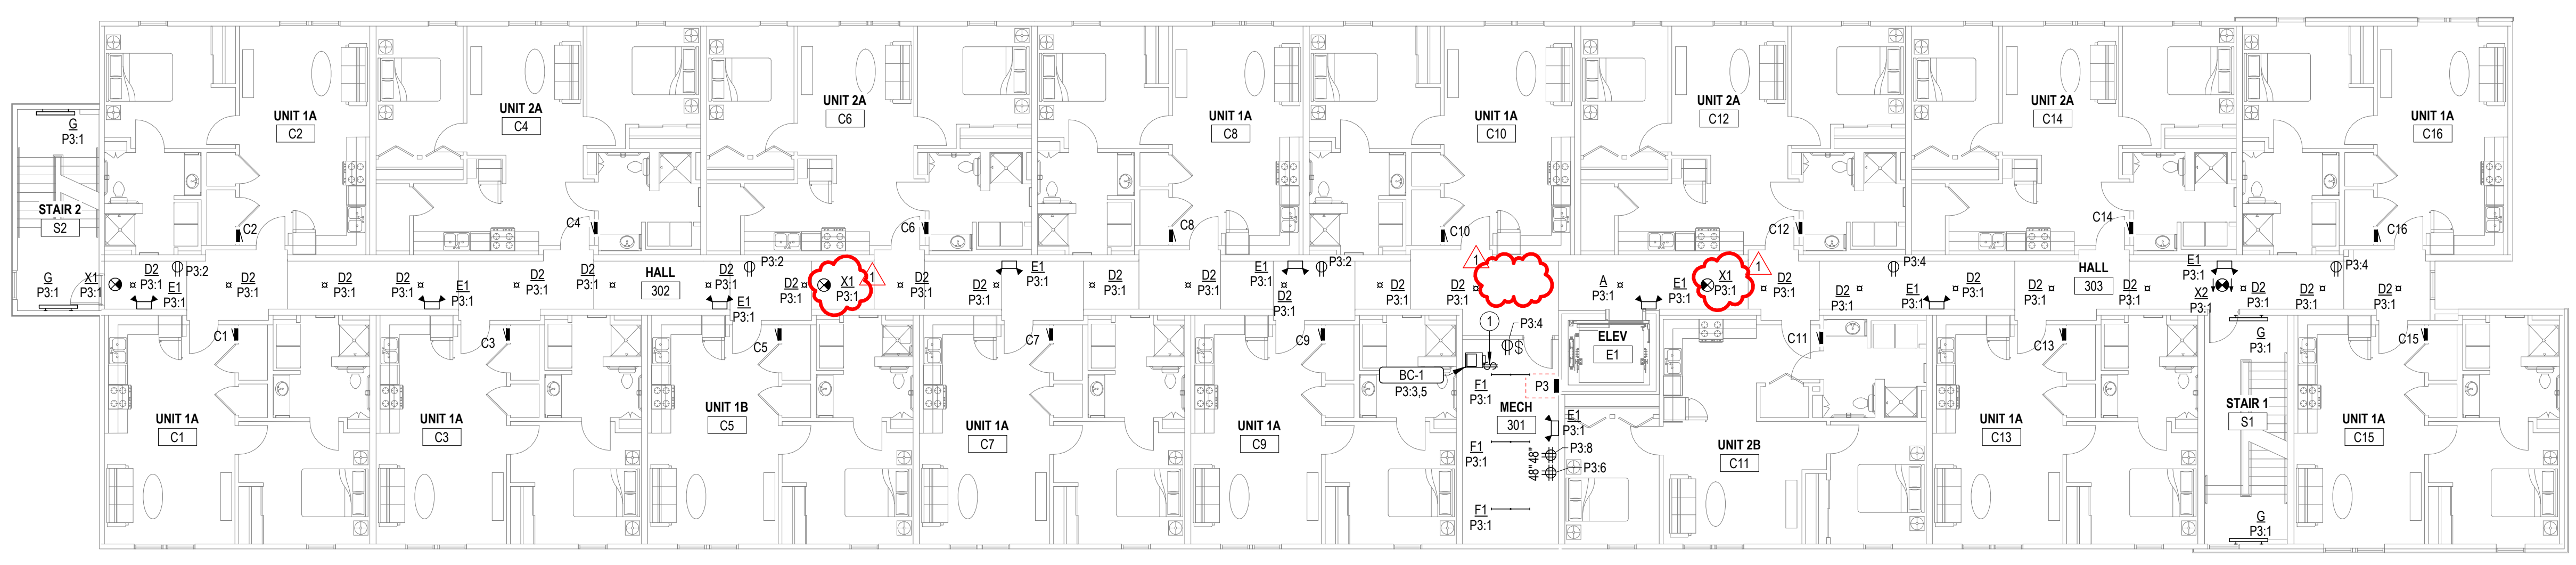 UNIT 1A
C2
UNIT 2A
C4
UNIT 2A
C6
UNIT 1A
C8
UNIT 1A
C10
UNIT 2A
C12
UNIT 2A
C14
UNIT 1A
C16
G
P3:1
STAIR 2
S2
C2
C4
C6
C8
C10
C12
C14
C16
G
P3:1
X1
P3:1
D2
P3:1
P3:2
E1
P3:1
D2
P3:1
D2
P3:1
E1
P3:1
D2
P3:1
D2
P3:1
HALL
302
D2
P3:1
P3:2
E1
P3:1
D2
P3:1
X1
P3:1
1
D2
P3:1
D2
P3:1
E1
P3:1
D2
P3:1
E1
P3:1
D2
P3:1
P3:2
D2
P3:1
D2
P3:1
1
A
P3:1
E1
P3:1
X1
P3:1
1
D2
P3:1
D2
P3:1
P3:4
E1
P3:1
D2
P3:1
D2
P3:1
HALL
303
D2
P3:1
E1
P3:1
X2
P3:1
D2
P3:1
D2
P3:1
P3:4
D2
P3:1
C1
C3
C5
C7
C9
1
P3:4
$
ELEV
E1
C11
C13
G
P3:1
C15
BC-1
P3:3,5
F1
P3:1
P3
MECH
301
E1
P3:1
F1
P3:1
48"
48"
P3:8
P3:6
F1
P3:1
UNIT 1A
C1
UNIT 1A
C3
UNIT 1B
C5
UNIT 1A
C7
UNIT 1A
C9
UNIT 2B
C11
UNIT 1A
C13
STAIR 1
S1
UNIT 1A
C15
G
P3:1